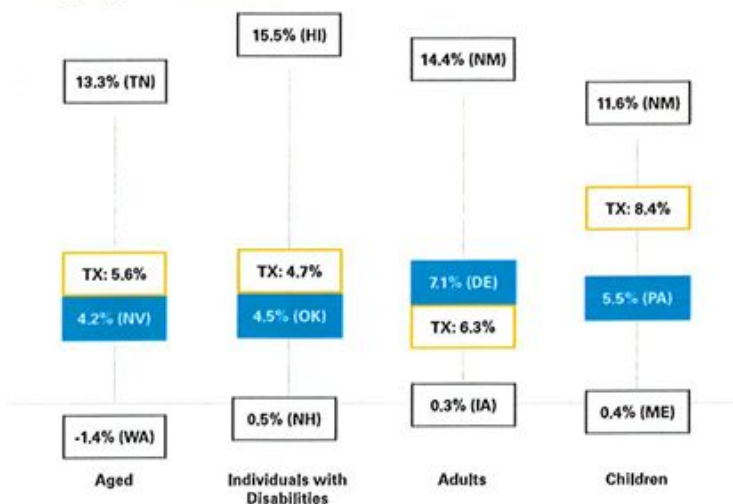 15.5% (HI)
14.4% (NM)
13.3% (TN)
11.6% (NM)
TX: 8.4%
TX: 5.6%
TX: 4.7%
7.1% (DE)
5.5% (PA)
4.2% (NV)
4.5% (OK)
TX: 6.3%
0.5% (NH)
0.3% (IA)
0.4% (ME)
-1.4% (WA)
Aged
Individuals with
Disabilities
Adults
Children